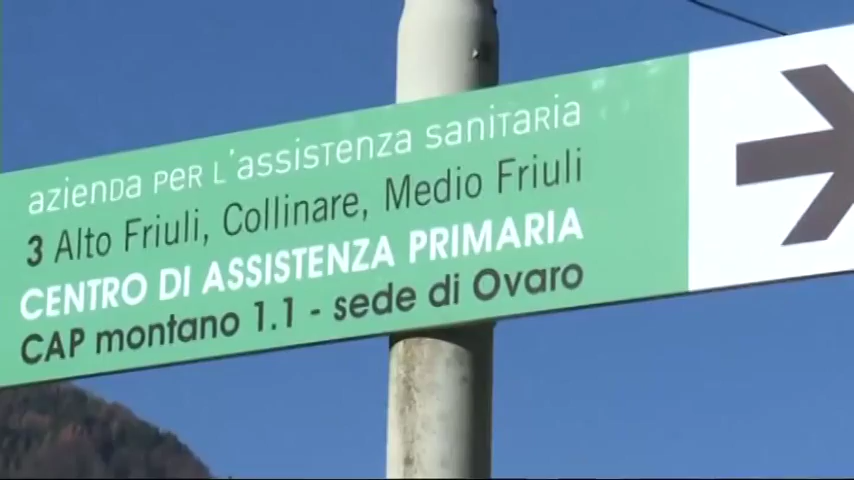 azienda per l'assistenza sanitaria
3 Alto Friuli, Collinare, Medio Friuli
CENTRO DI ASSISTENZA PRIMARIA
CAP montano 1.1 - sede di Ovaro